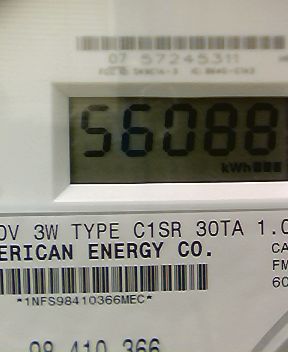 07 57245311
56088
kWh
0V 3W TYPE C1SR 30TA 1.0
ERICAN ENERGY CO.
CA
FM
60
*1NFS98410366MEC*
98 410 366